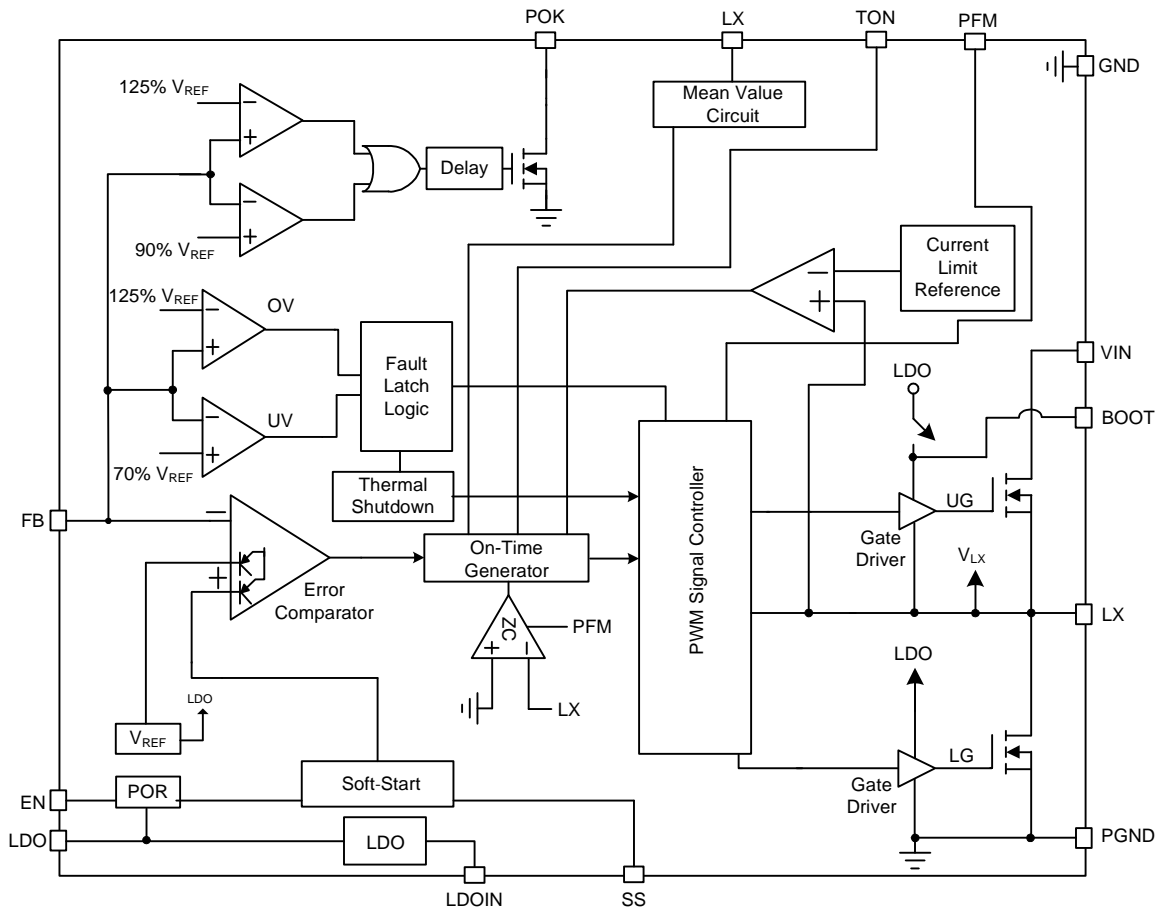 POK
LX
TON
PFM
GND
125% VREF
Mean Value
Circuit
−
+
Delay
−
+
90% VREF
Current
Limit
Reference
−
+
125% VREF
OV
−
+
Fault
Latch
Logic
VIN
LDO
UV
−
+
BOOT
70% VREF
Thermal
Shutdown
UG
FB
−
On-Time
Generator
Gate
Driver
PWM Signal Controller
VLX
+
Error
Comparator
ZC
PFM
LX
+
−
LDO
LX
LDO
VREF
LG
Soft-Start
Gate
Driver
EN
POR
LDO
LDO
PGND
LDOIN
SS